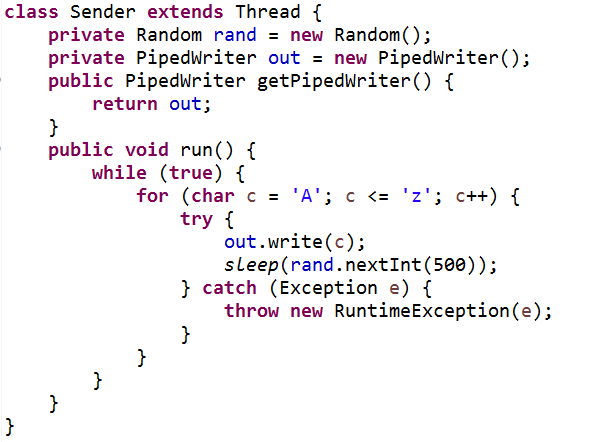 class Sender extends Thread {
    private Random rand = new Random();
    private PipedWriter out = new PipedWriter();
    public PipedWriter getPipedWriter() {
        return out;
    }
    public void run() {
        while (true) {
            for (char c = 'A'; c <= 'z'; c++) {
                try {
                    out.write(c);
                    sleep(rand.nextInt(500));
                } catch (Exception e) {
                    throw new RuntimeException(e);
                }
            }
        }
    }
}